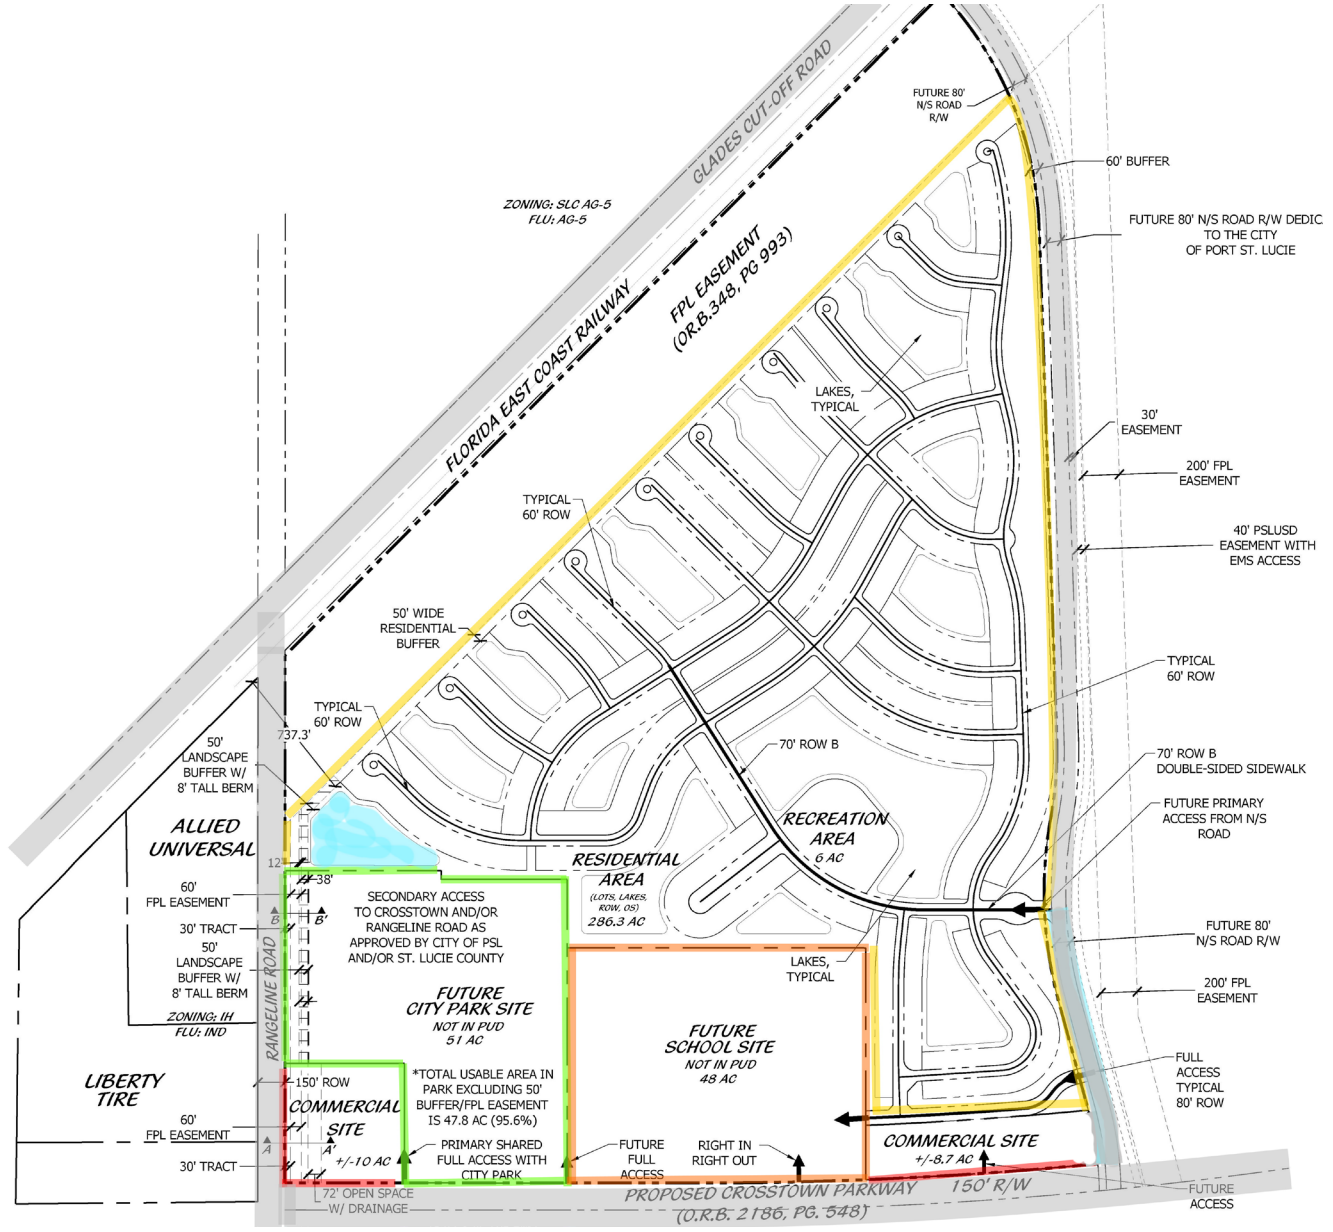 GLADES CUT-OFF ROAD
FUTURE 80'
N/S ROAD
R/W
60' BUFFER
ZONING: SLC AG-5
FLU: AG-5
FUTURE 80' N/S ROAD R/W DEDIC
TO THE CITY
OF PORT ST. LUCIE
FPL EASEMENT
(OR.B.348, PG 993)
FLORIDA EAST COAST RAILWAY
LAKES,
TYPICAL
30'
EASEMENT
200' FPL
EASEMENT
TYPICAL
60' ROW
40' PSLUSD
EASEMENT WITH
EMS ACCESS
50' WIDE
RESIDENTIAL
BUFFER
TYPICAL
60' ROW
TYPICAL
60' ROW
737.3'
50'
LANDSCAPE
BUFFER W/
8' TALL BERM
70' ROW B
70' ROW B
DOUBLE-SIDED SIDEWALK
FUTURE PRIMARY
ACCESS FROM N/S
ROAD
ALLIED
UNIVERSAL
RECREATION
AREA
6 AC
12'
RESIDENTIAL
AREA
(LOTS, LAKES,
ROW, OS)
286.3 AC
38'
60'
FPL EASEMENT
SECONDARY ACCESS
TO CROSSTOWN AND/OR
RANGELINE ROAD AS
APPROVED BY CITY OF PSL
AND/OR ST. LUCIE COUNTY
B
B'
30' TRACT
FUTURE 80'
N/S ROAD R/W
50'
LANDSCAPE
BUFFER W/
8' TALL BERM
LAKES,
TYPICAL
200' FPL
EASEMENT
RANGELINE ROAD
FUTURE
CITY PARK SITE
NOT IN PUD
51 AC
ZONING: IH
FLU: IND
FUTURE
SCHOOL SITE
NOT IN PUD
48 AC
*TOTAL USABLE AREA IN
PARK EXCLUDING 50'
BUFFER/FPL EASEMENT
IS 47.8 AC (95.6%)
FULL
ACCESS
TYPICAL
80' ROW
LIBERTY
TIRE
150' ROW
COMMERCIAL
SITE
+/-10 AC
60'
FPL EASEMENT
A
A'
30' TRACT
PRIMARY SHARED
FULL ACCESS WITH
CITY PARK
FUTURE
FULL
ACCESS
RIGHT IN
RIGHT OUT
COMMERCIAL SITE
+/-8.7 AC
72' OPEN SPACE
W/ DRAINAGE
PROPOSED CROSSTOWN PARKWAY 150' R/W
(O.R.B. 2186, PG. 548)
FUTURE
ACCESS